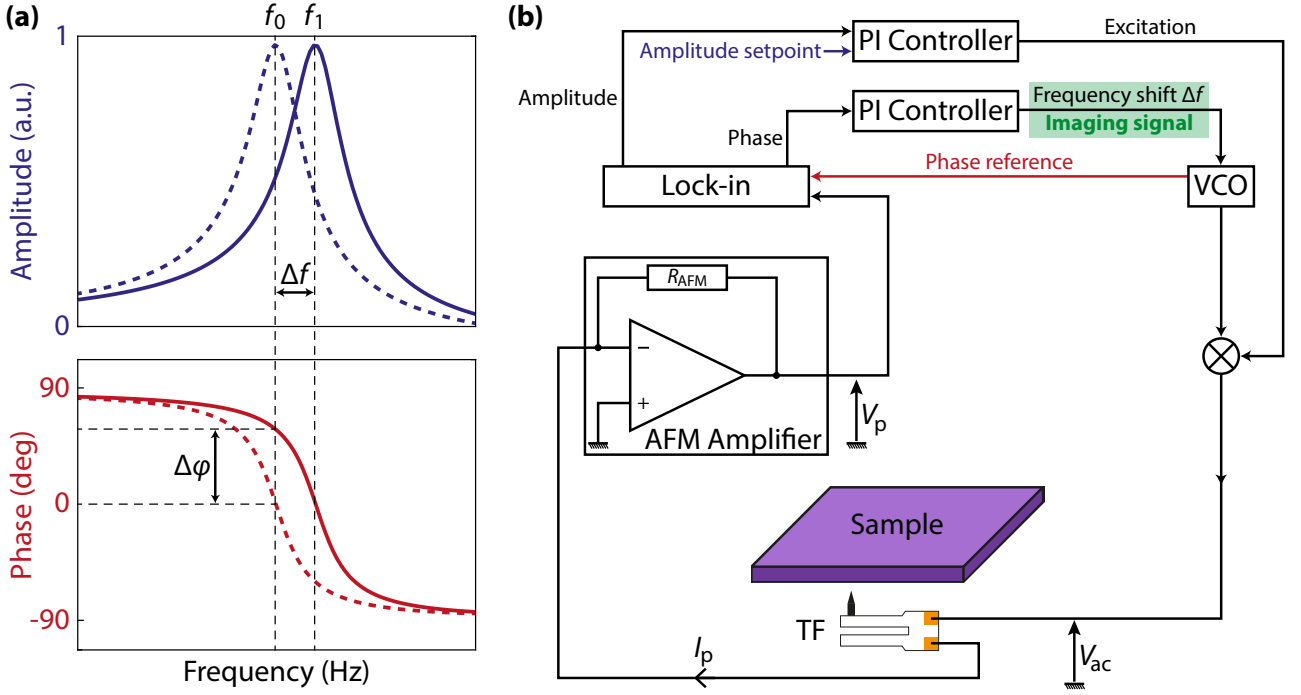 (a)
f0 f1
1
Amplitude (a.u.)
Δf
0
90
Δφ
0
Phase (deg)
-90
Frequency (Hz)
(b)
PI Controller
Excitation
Amplitude setpoint
Amplitude
PI Controller
Frequency shift Δf
Imaging signal
Phase
Phase reference
Lock-in
VCO
RAFM
−
+
AFM Amplifier
Vp
Sample
TF
Ip
Vac